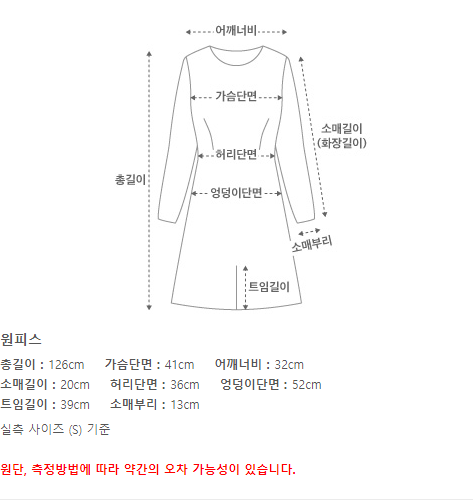 어깨너비
가슴단면
소매길이
(화장길이)
허리단면
총길이
엉덩이단면
소매부리
트임길이
원피스
총길이 : 126cm 가슴단면 : 41cm 어깨너비 : 32cm
소매길이 : 20cm 허리단면 : 36cm 엉덩이단면 : 52cm
트임길이 : 39cm 소매부리 : 13cm
실측 사이즈 (S) 기준
원단, 측정방법에 따라 약간의 오차 가능성이 있습니다.